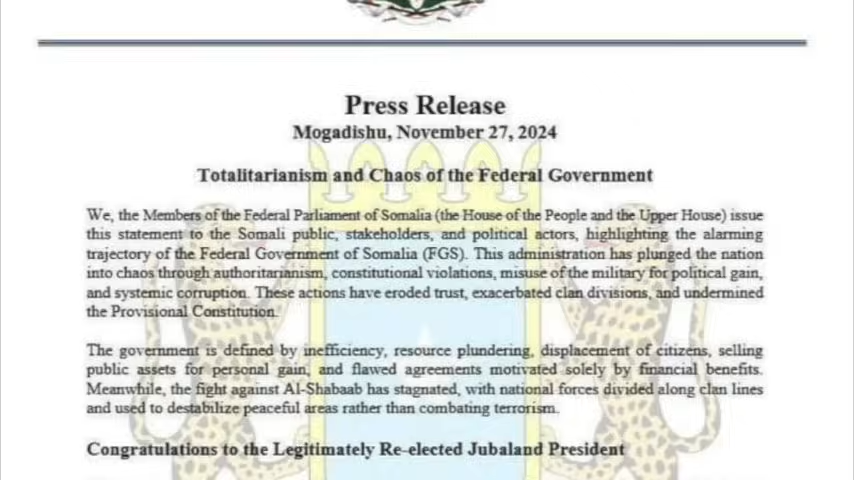 Press Release
Mogadishu, November 27, 2024
Totalitarianism and Chaos of the Federal Government
We, the Members of the Federal Parliament of Somalia (the House of the People and the Upper House) issue
this statement to the Somali public, stakeholders, and political actors, highlighting the alarming
trajectory of the Federal Government of Somalia (FGS). This administration has plunged the nation
into chaos through authoritarianism, constitutional violations, misuse of the military for political gain,
and systemic corruption. These actions have eroded trust, exacerbated clan divisions, and undermined
the Provisional Constitution.
The government is defined by inefficiency, resource plundering, displacement of citizens, selling
public assets for personal gain, and flawed agreements motivated solely by financial benefits.
Meanwhile, the fight against Al-Shabaab has stagnated, with national forces divided along clan lines
and used to destabilize peaceful areas rather than combating terrorism.
Congratulations to the Legitimately Re-elected Jubaland President